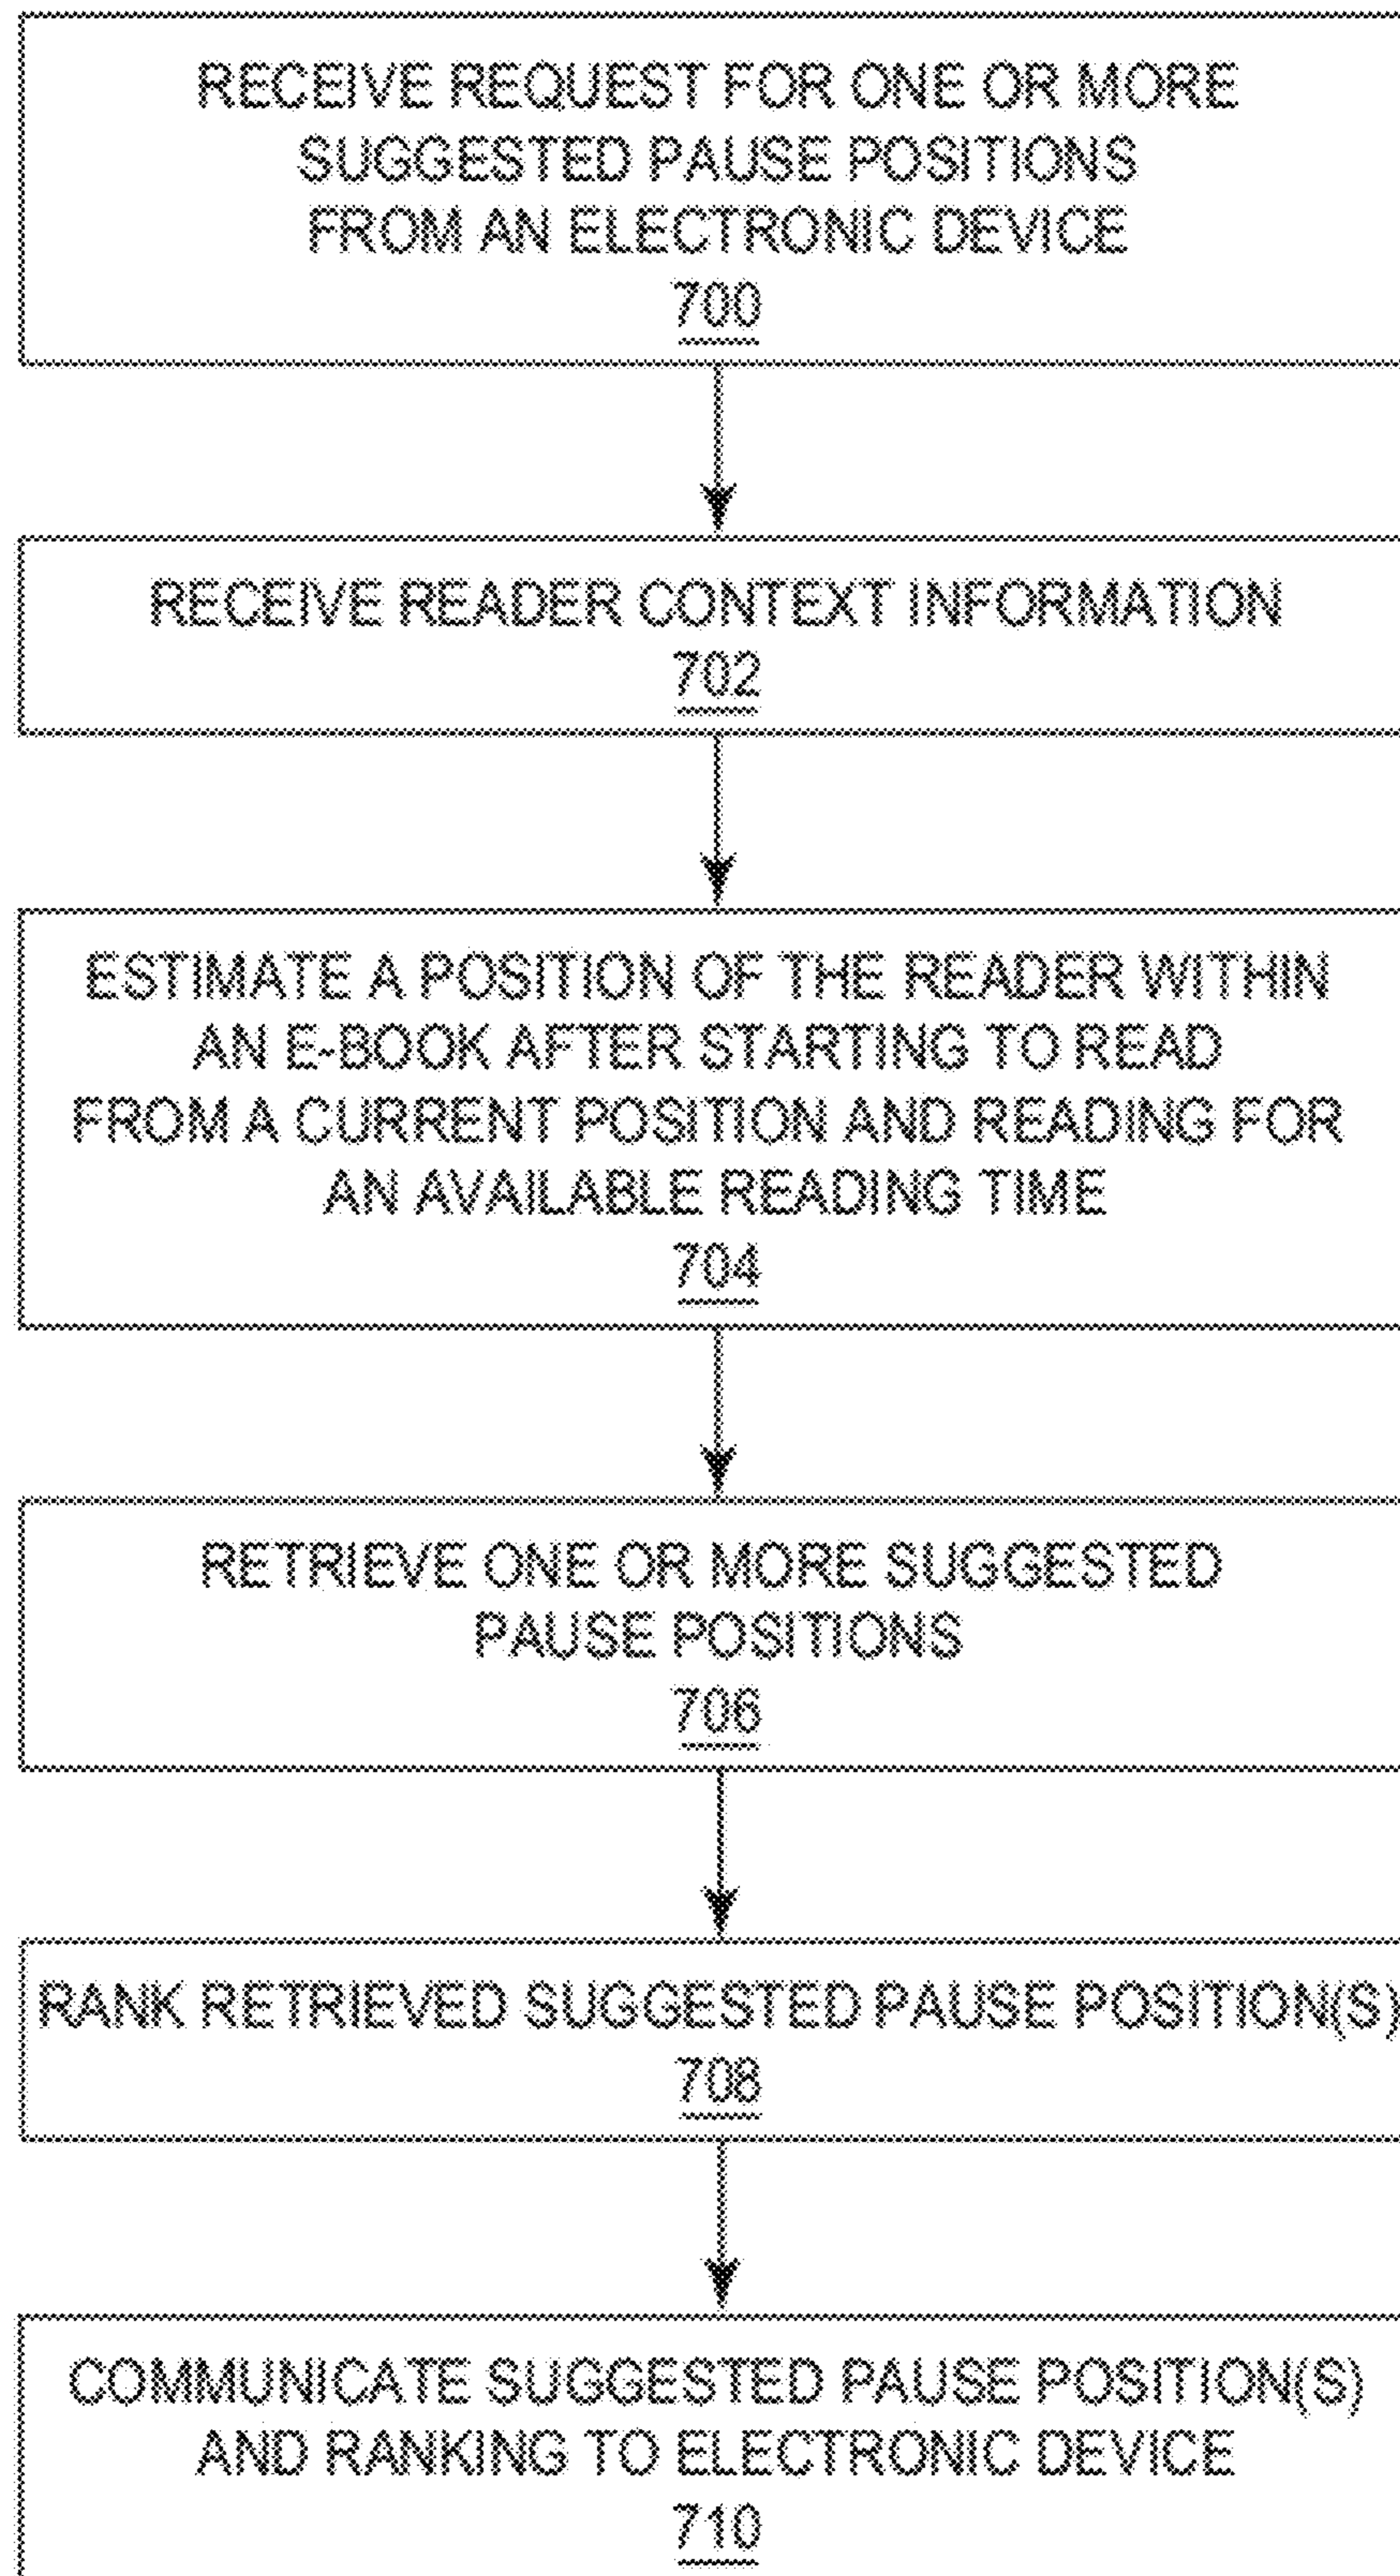 RECEIVE REQUEST FOR ONE OR MORE
SUGGESTED PAUSE POSITIONS
FROM AN ELECTRONIC DEVICE
700
RECEIVE READER CONTEXT INFORMATION
702
ESTIMATE A POSITION OF THE READER WITHIN
AN E-BOOK AFTER STARTING TO READ
FROM A CURRENT POSITION AND READING FOR
AN AVAILABLE READING TIME
704
RETRIEVE ONE OR MORE SUGGESTED
PAUSE POSITIONS
706
RANK RETRIEVED SUGGESTED PAUSE POSITION(S)
708
COMMUNICATE SUGGESTED PAUSE POSITION(S)
AND RANKING TO ELECTRONIC DEVICE
710